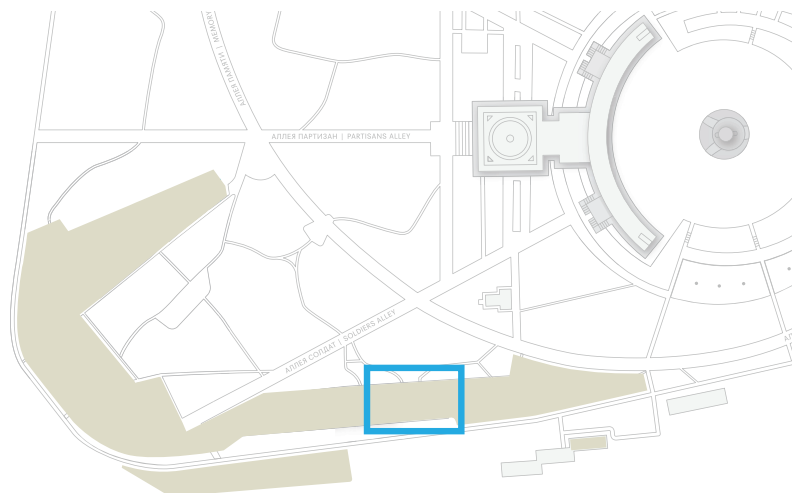 АЛЛЕЯ ПАМЯТИ | MEMORY
АЛЛЕЯ ПАРТИЗАН | PARTISANS ALLEY
АЛЛЕЯ СОЛДАТ | SOLDIERS ALLEY